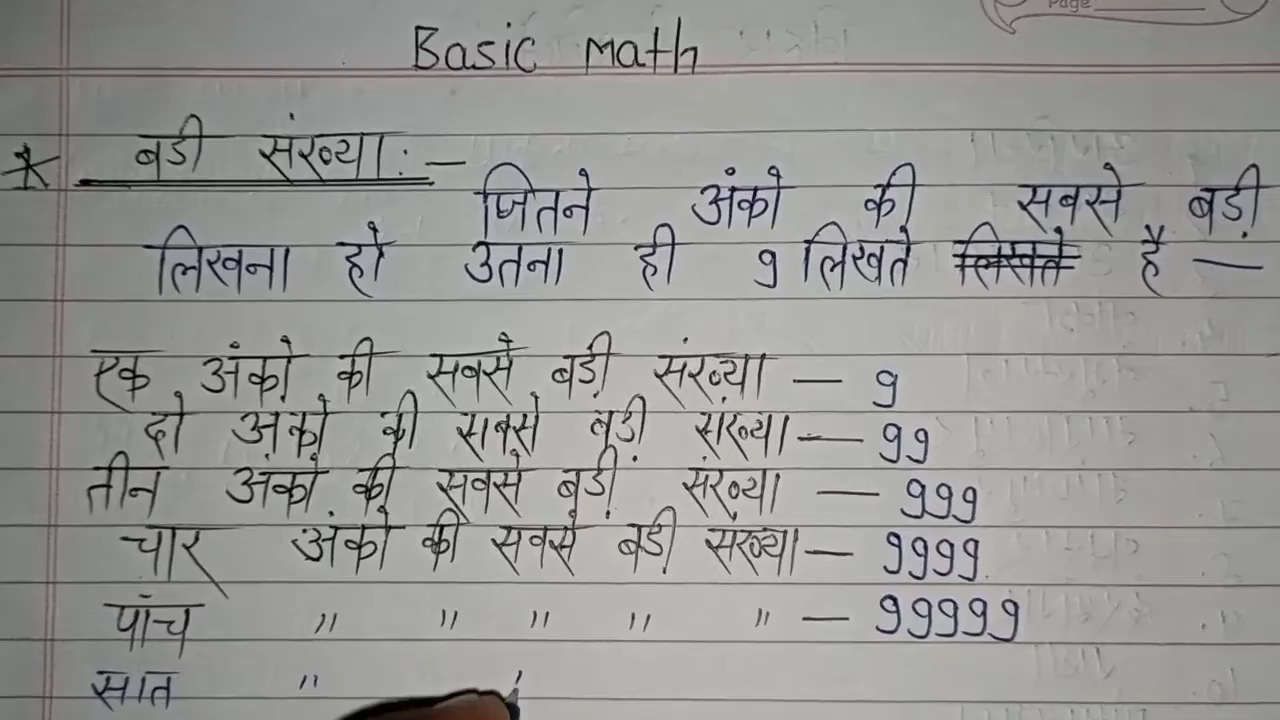 Page
Basic math
* बडी संख्या:-
जितने अंको की सबसे बड़ी
लिखना हो उतना ही 9 लिखते लिखते है —
एक अंको की सबसे बड़ी संख्या — 9
दो अंको की सबसे बड़ी संख्या — 99
तीन अंको की सबसे बड़ी संख्या — 999
चार अंको की सबसे बड़ी संख्या — 9999
पांच " " " " " — 99999
सात "